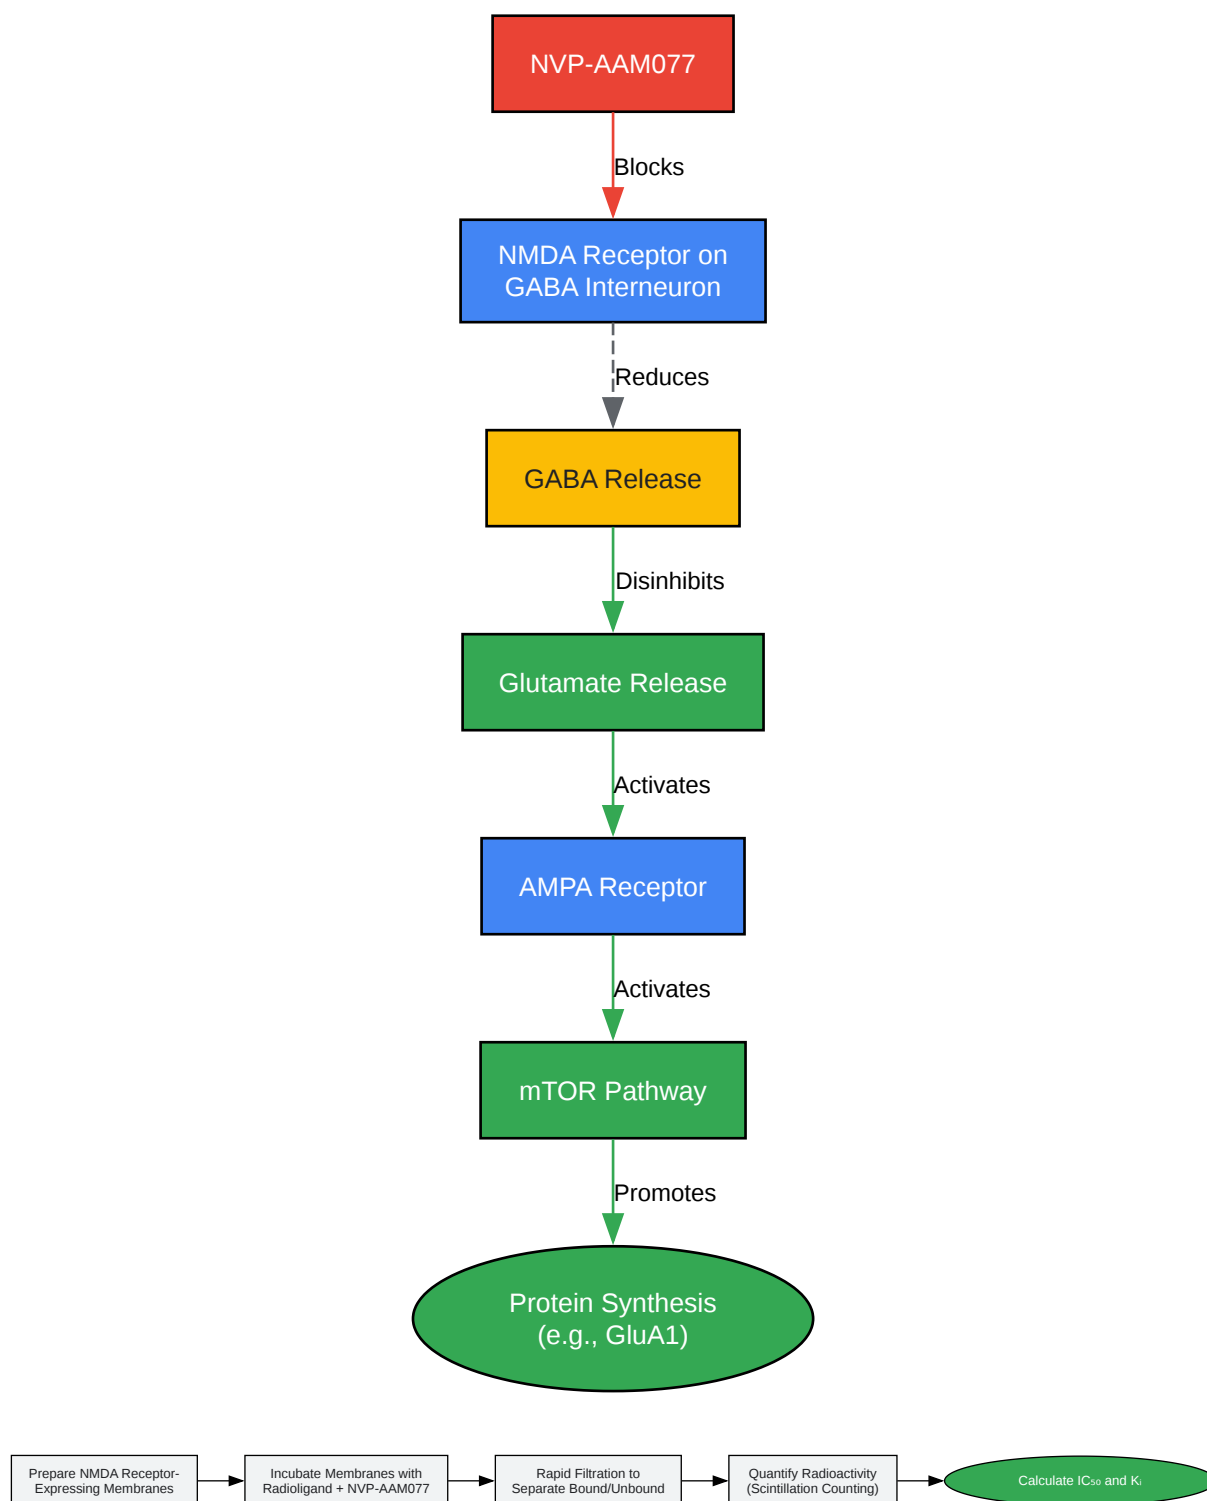 NVP-AAM077
Blocks
NMDA Receptor on
GABA Interneuron
Reduces
GABA Release
Disinhibits
Glutamate Release
Activates
AMPA Receptor
Activates
mTOR Pathway
Promotes
Protein Synthesis
(e.g., GluA1)
Prepare NMDA Receptor-
Expressing Membranes
Incubate Membranes with
Radioligand + NVP-AAM077
Rapid Filtration to
Separate Bound/Unbound
Quantify Radioactivity
(Scintillation Counting)
Calculate IC₅₀ and Kᵢ